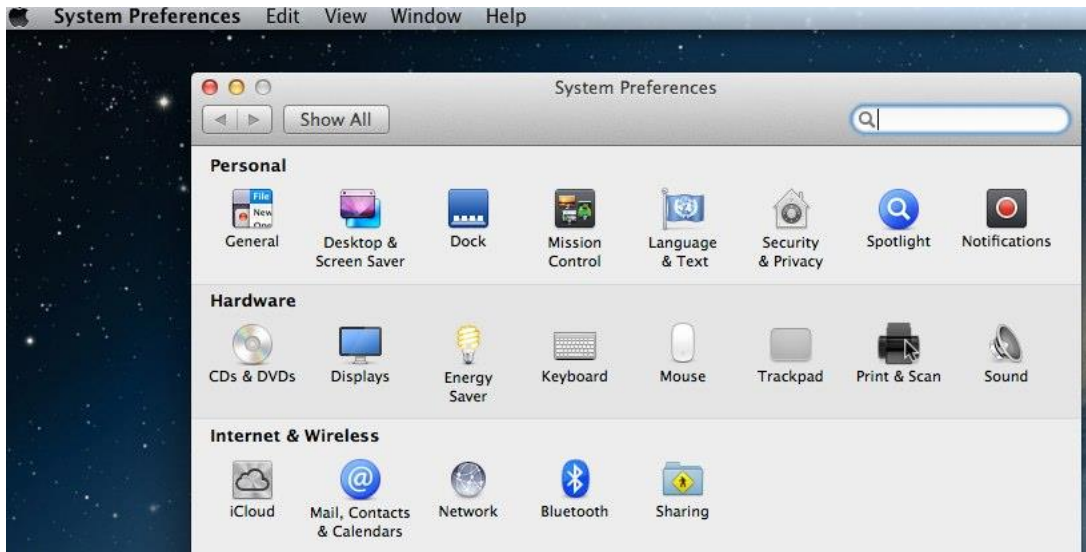 System Preferences Edit View Window Help
System Preferences
Show All
Personal
File
New
General
Desktop &
Screen Saver
Dock
Mission
Control
Language
& Text
Security
& Privacy
Spotlight
Notifications
Hardware
CDs & DVDs
Displays
Energy
Saver
Keyboard
Mouse
Trackpad
Print & Scan
Sound
Internet & Wireless
iCloud
@
Mail, Contacts
& Calendars
Network
Bluetooth
Sharing